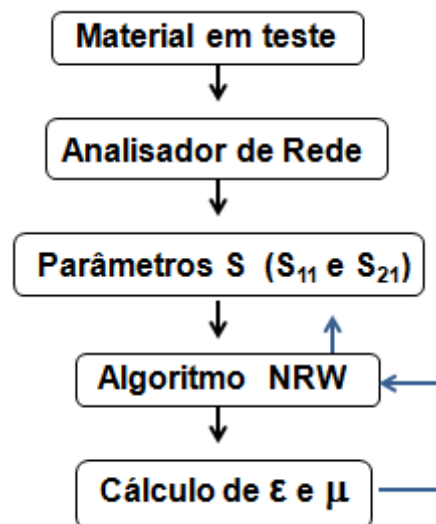 Material em teste
Analisador de Rede
Parâmetros S (S₁₁ e S₂₁)
Algoritmo NRW
Cálculo de ε e μ